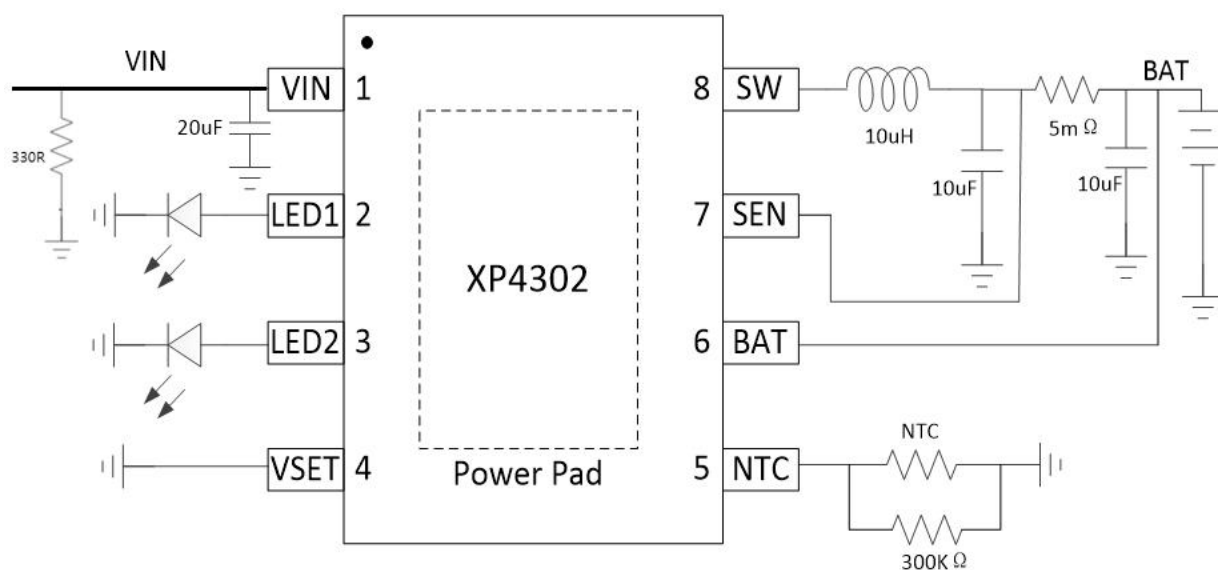 VIN
VIN 1
20uF
330R
LED1 2
LED2 3
VSET 4
XP4302
Power Pad
8 SW
10uH
10uF
5m Ω
BAT
10uF
7 SEN
6 BAT
5 NTC
NTC
300K Ω